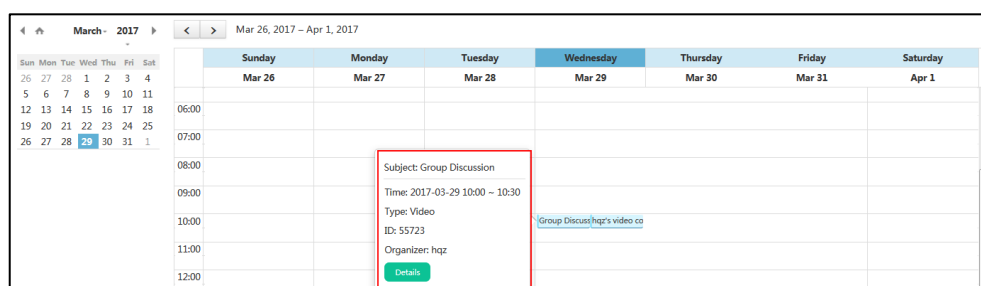 March 2017
Mar 26, 2017 – Apr 1, 2017
Sun Mon Tue Wed Thu Fri Sat
26 27 28 1 2 3 4
5 6 7 8 9 10 11
12 13 14 15 16 17 18
19 20 21 22 23 24 25
26 27 28 29 30 31 1
Sunday Monday Tuesday Wednesday Thursday Friday Saturday
Mar 26 Mar 27 Mar 28 Mar 29 Mar 30 Mar 31 Apr 1
06:00
07:00
08:00
09:00
10:00
11:00
12:00
Subject: Group Discussion
Time: 2017-03-29 10:00 ~ 10:30
Type: Video
ID: 55723
Organizer: hqz
Details
Group Discuss hqz's video co